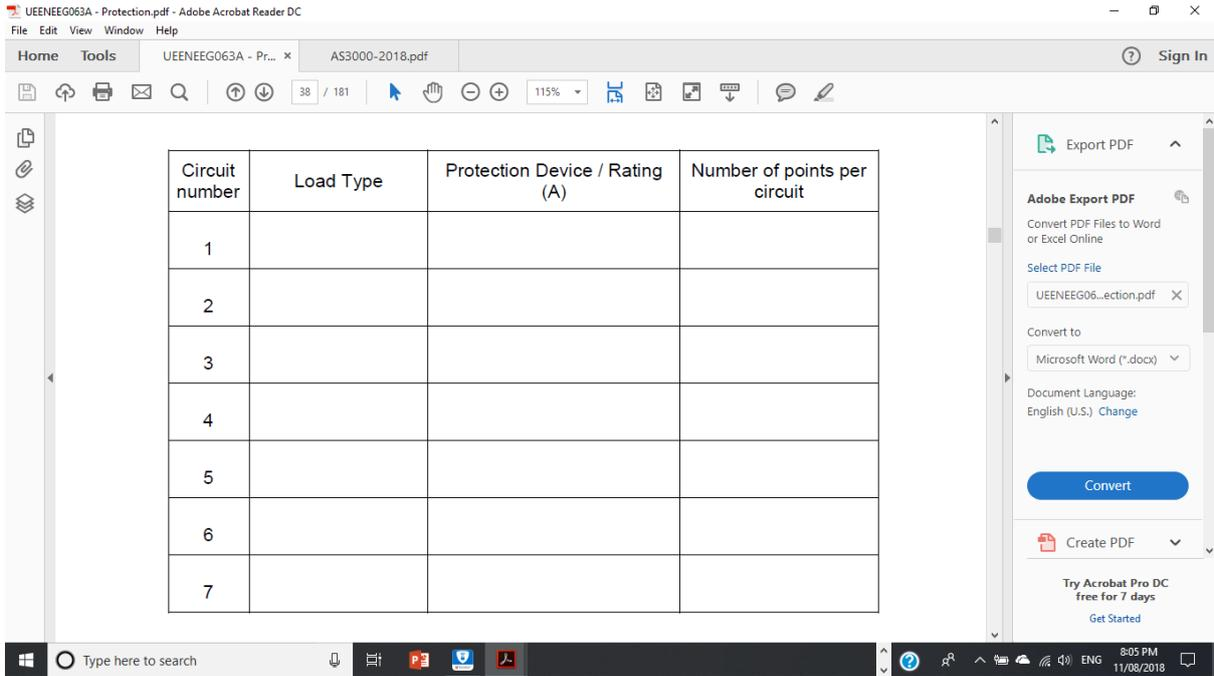 UEENEEG063A - Protection.pdf - Adobe Acrobat Reader DC
File Edit View Window Help
Home Tools UEENEEG063A - Pr... × AS3000-2018.pdf Sign In
38 / 181 115%
Circuit number
Load Type
Protection Device / Rating (A)
Number of points per circuit
1
2
3
4
5
6
7
Export PDF
Adobe Export PDF
Convert PDF Files to Word
or Excel Online
Select PDF File
UEENEEG06...ection.pdf
Convert to
Microsoft Word (*.docx)
Document Language:
English (U.S.) Change
Convert
Create PDF
Try Acrobat Pro DC
free for 7 days
Get Started
Type here to search
ENG
8:05 PM
11/08/2018